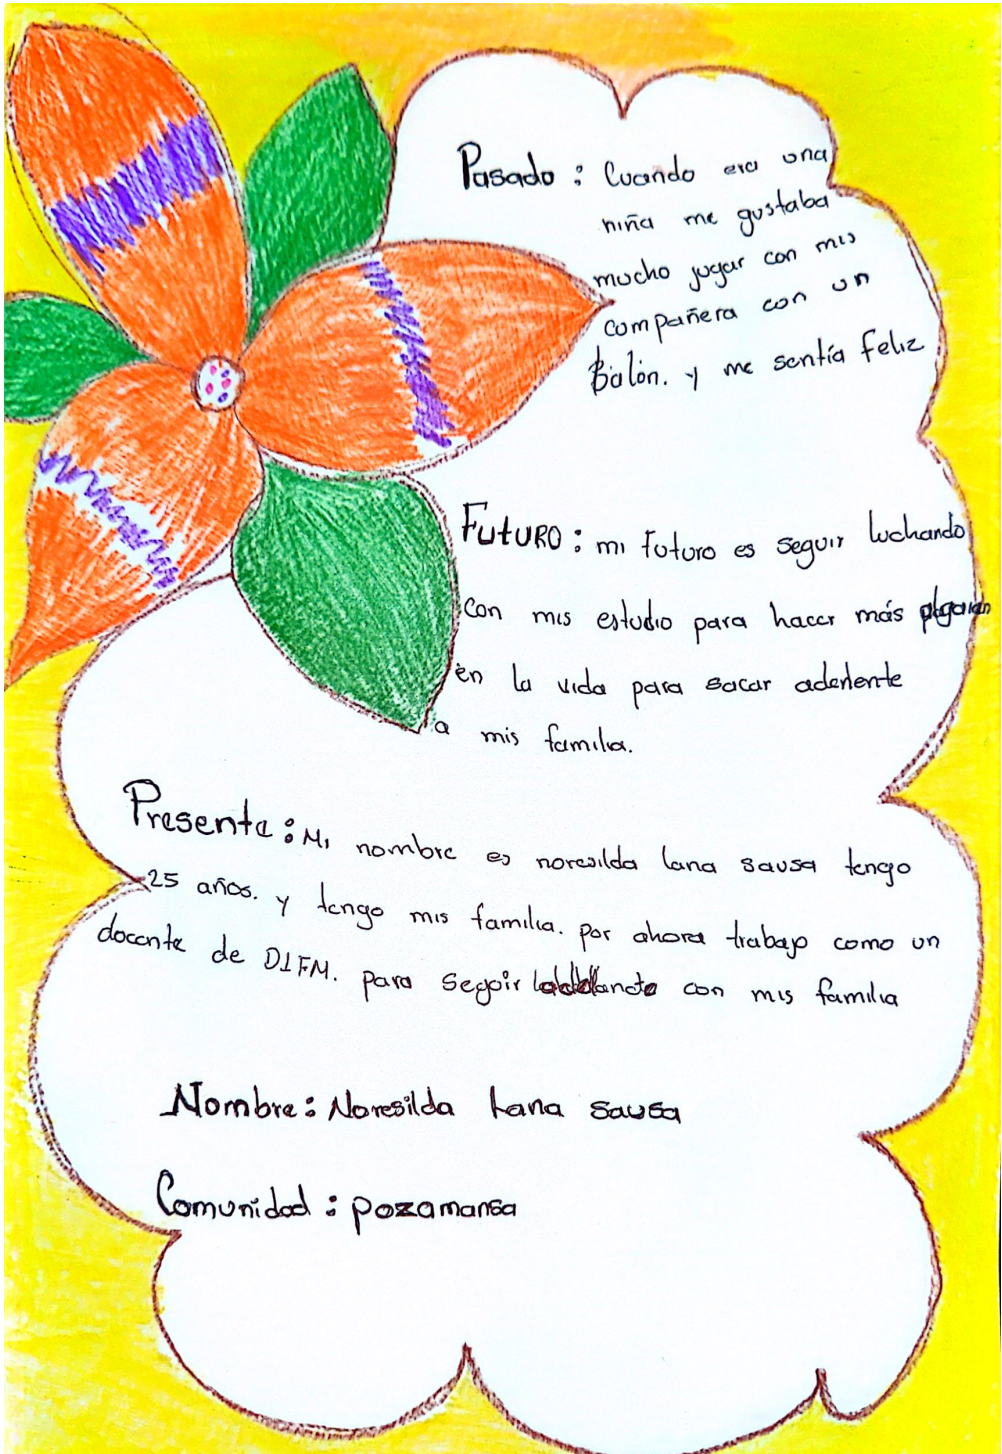 Pasado: Cuando era una
niña me gustaba
mucho jugar con mis
compañera con un
Balón. y me sentía feliz
FUTURO: mi Futuro es seguir luchando
con mis estudio para hacer más
en la vida para sacar aderlente
a mis familia.
Presente: Mi nombre es noresilda lana sausa tengo
25 años. y tengo mis familia. por ahora trabajo como un
docente de DIFM. para seguir con mis familia
Nombre: Noresilda Lana sausa
Comunidad: pozamansa